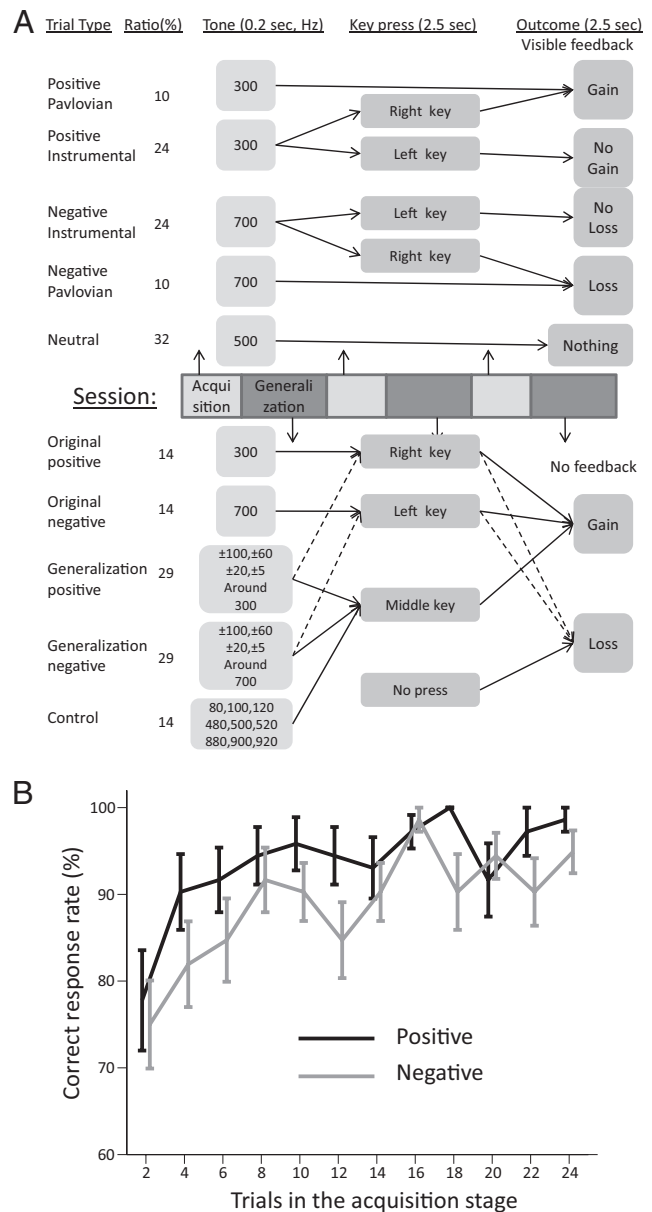 A
Trial Type Ratio(%) Tone (0.2 sec, Hz) Key press (2.5 sec) Outcome (2.5 sec)
Visible feedback
Positive
Pavlovian 10 300 Gain
Right key
Positive
Instrumental 24 300 Left key No
Gain
Negative
Instrumental 24 700 Left key No
Loss
Right key
Negative
Pavlovian 10 700 Loss
Neutral 32 500 Nothing
Session: Acqui
sition Generali
zation
Original
positive 14 300 Right key No feedback
Original
negative 14 700 Left key Gain
Generalization
positive 29 ±100,±60
±20,±5
Around
300
Middle key
Generalization
negative 29 ±100,±60
±20,±5
Around
700
Loss
No press
Control 14 80,100,120
480,500,520
880,900,920
B
Correct response rate (%)
100
90
80
70
60
Positive
Negative
2 4 6 8 10 12 14 16 18 20 22 24
Trials in the acquisition stage